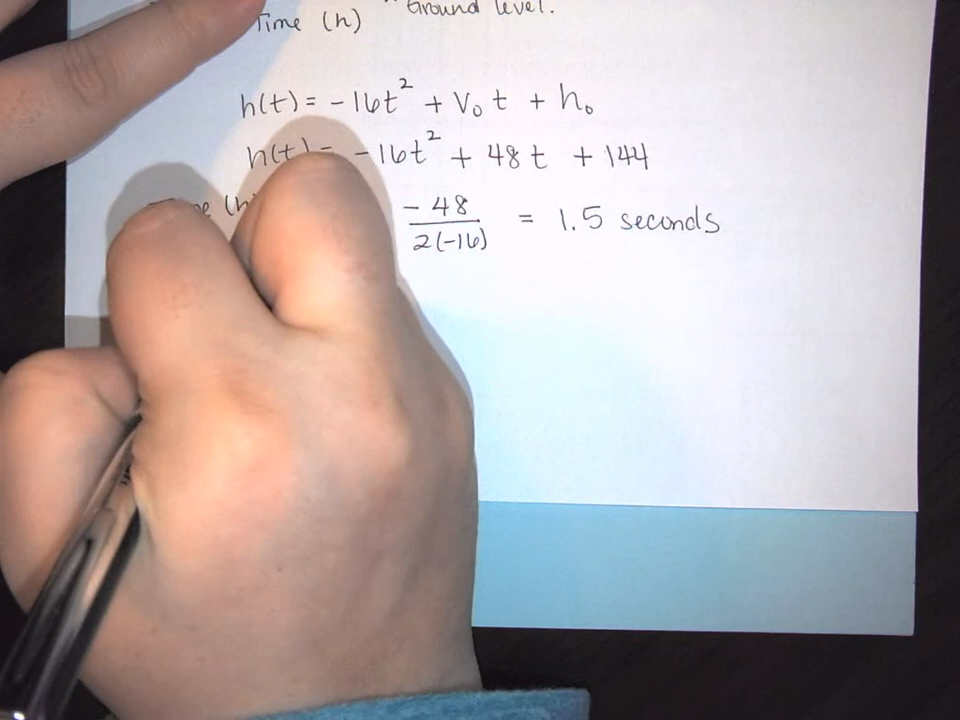 Ground level.
Time (h)
h(t) = -16t² + V₀t + h₀
h(t) = -16t² + 48t + 144
(h -48/2(-16) = 1.5 seconds